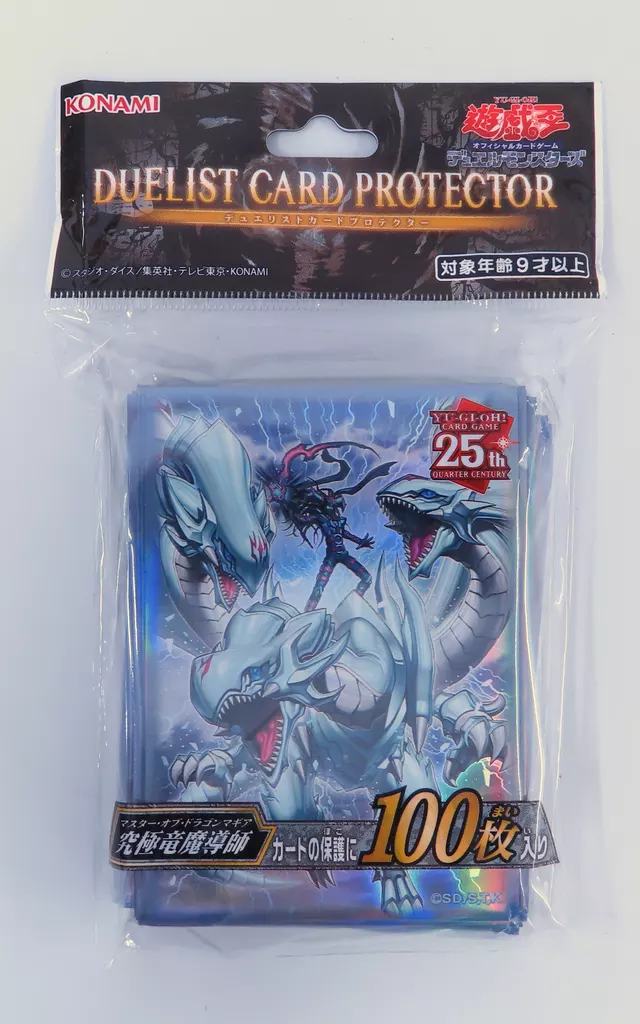 KONAMI
YU-GI-OH!
遊戯王
オフィシャルカードゲーム
デュエルモンスターズ
DUELIST CARD PROTECTOR
デュエリストカードプロテクター
©スタジオ・ダイス/集英社・テレビ東京・KONAMI
対象年齢9才以上
YU-GI-OH!
CARD GAME
25th
QUARTER CENTURY
マスター・オブ・ドラゴンマギア
究極竜魔導師
カードの保護に100枚入り
ほご
まい
©SD/S,T,K